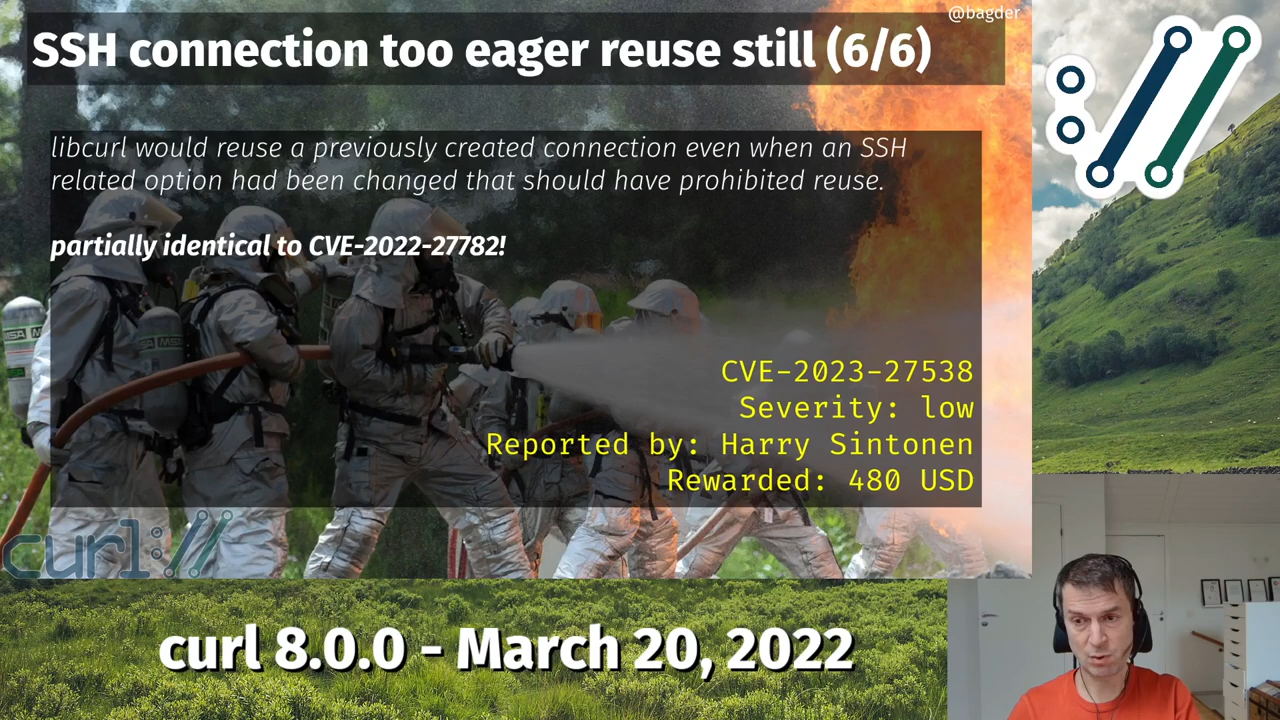 @bagder
SSH connection too eager reuse still (6/6)
libcurl would reuse a previously created connection even when an SSH
related option had been changed that should have prohibited reuse.
partially identical to CVE-2022-27782!
MSA
MSA
CVE-2023-27538
Severity: low
Reported by: Harry Sintonen
Rewarded: 480 USD
curl://
curl 8.0.0 - March 20, 2022